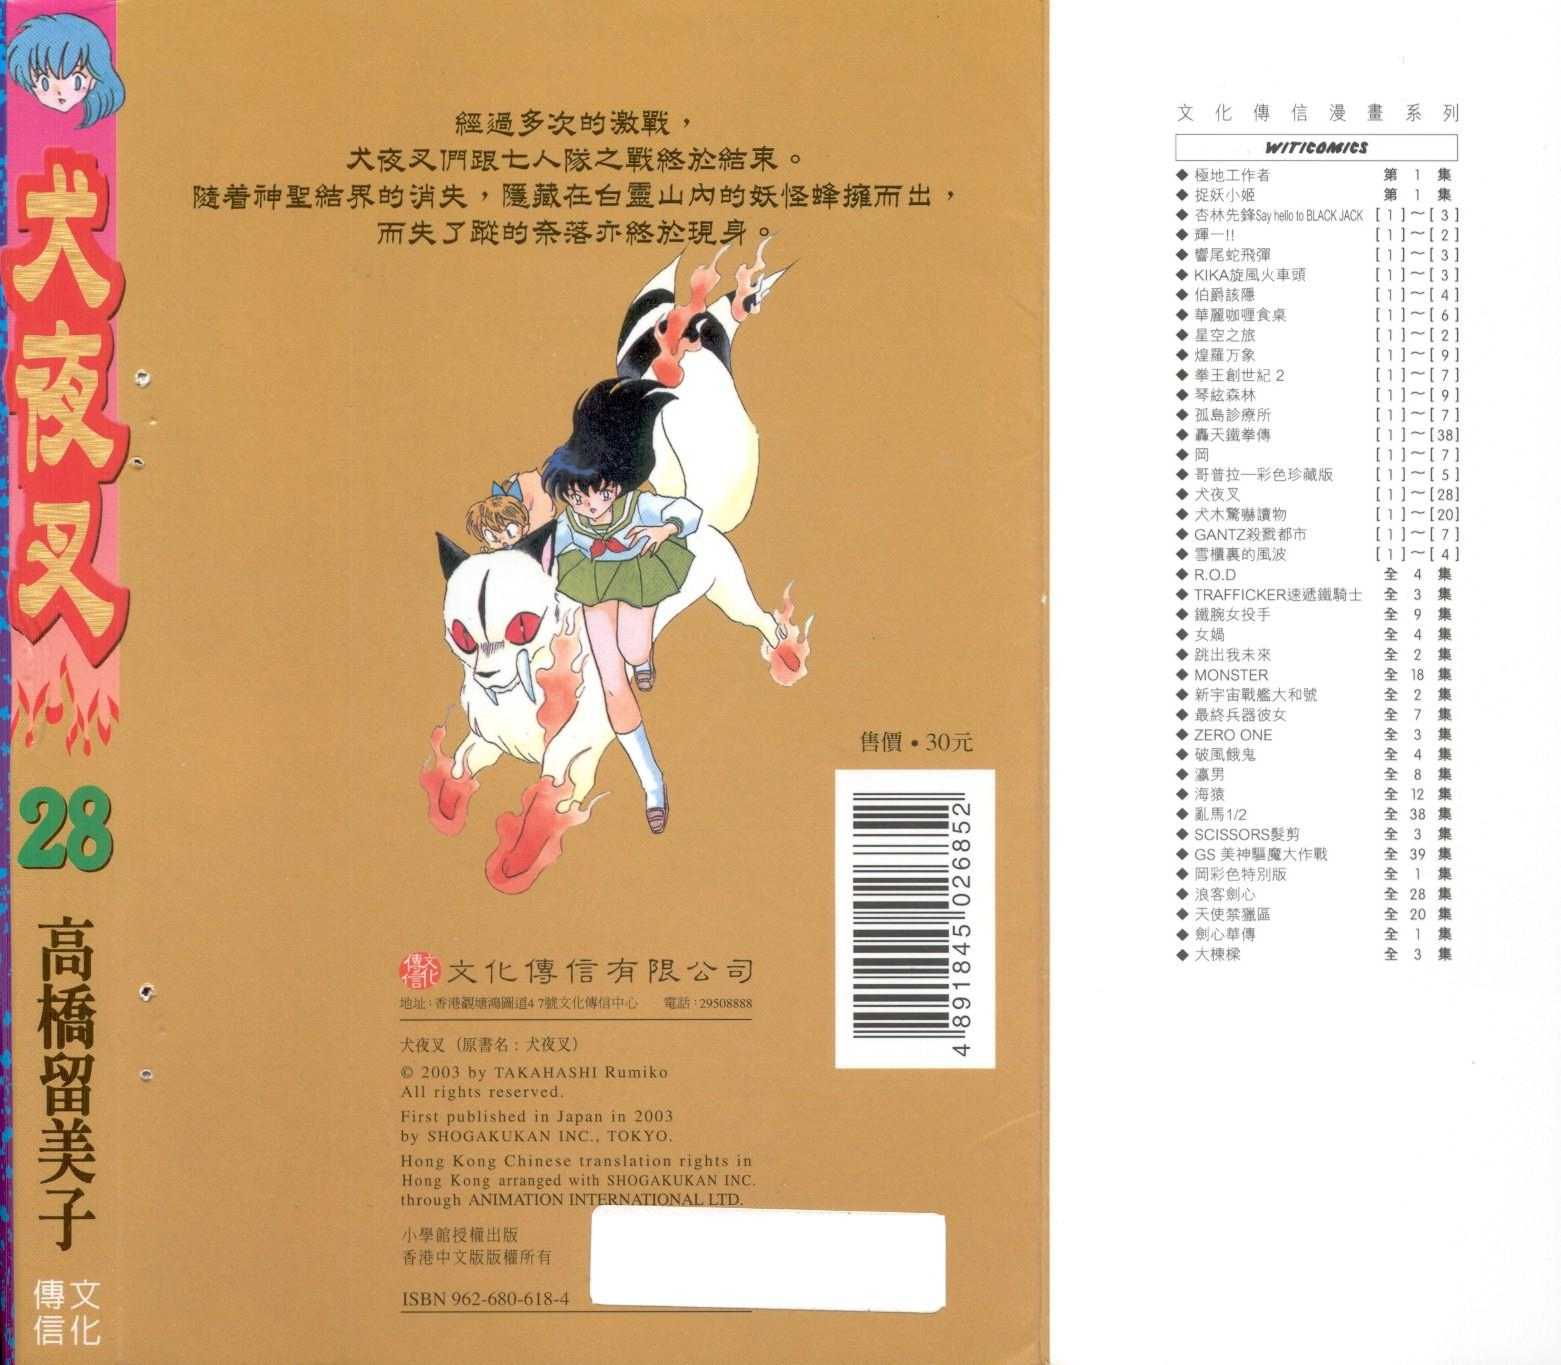 犬夜叉
28
高橋留美子
文化
傳信
經過多次的激戰，
犬夜叉們跟七人隊之戰終於結束。
隨着神聖結界的消失，隱藏在白靈山內的妖怪蜂擁而出，
而失了蹤的奈落亦終於現身。
售價・30元
4 891845 026852
文化傳信
文化傳信有限公司
地址：香港觀塘鴻圖道47號文化傳信中心 電話：29508888
犬夜叉（原書名：犬夜叉）
© 2003 by TAKAHASHI Rumiko
All rights reserved.
First published in Japan in 2003
by SHOGAKUKAN INC., TOKYO.
Hong Kong Chinese translation rights in
Hong Kong arranged with SHOGAKUKAN INC.
through ANIMATION INTERNATIONAL LTD.
小學館授權出版
香港中文版版權所有
ISBN 962-680-618-4
文化傳信漫畫系列
WITICOMICS
◆ 極地工作者 第 1 集
◆ 捉妖小姬 第 1 集
◆ 杏林先鋒Say hello to BLACK JACK [ 1 ]～[ 3 ]
◆ 輝一!! [ 1 ]～[ 2 ]
◆ 響尾蛇飛彈 [ 1 ]～[ 3 ]
◆ KIKA旋風火車頭 [ 1 ]～[ 3 ]
◆ 伯爵該隱 [ 1 ]～[ 4 ]
◆ 華麗咖喱食桌 [ 1 ]～[ 6 ]
◆ 星空之旅 [ 1 ]～[ 2 ]
◆ 煌羅万象 [ 1 ]～[ 9 ]
◆ 拳王創世紀 2 [ 1 ]～[ 7 ]
◆ 琴絃森林 [ 1 ]～[ 9 ]
◆ 孤島診療所 [ 1 ]～[ 7 ]
◆ 轟天鐵拳傳 [ 1 ]～[38]
◆ 岡 [ 1 ]～[ 7 ]
◆ 哥普拉—彩色珍藏版 [ 1 ]～[ 5 ]
◆ 犬夜叉 [ 1 ]～[28]
◆ 犬木驚嚇讀物 [ 1 ]～[20]
◆ GANTZ殺戮都市 [ 1 ]～[ 7 ]
◆ 雪櫃裏的風波 [ 1 ]～[ 4 ]
◆ R.O.D 全 4 集
◆ TRAFFICKER速遞鐵騎士 全 3 集
◆ 鐵腕女投手 全 9 集
◆ 女媧 全 4 集
◆ 跳出我未來 全 2 集
◆ MONSTER 全 18 集
◆ 新宇宙戰艦大和號 全 2 集
◆ 最終兵器彼女 全 7 集
◆ ZERO ONE 全 3 集
◆ 破風餓鬼 全 4 集
◆ 瀛男 全 8 集
◆ 海猿 全 12 集
◆ 亂馬1/2 全 38 集
◆ SCISSORS髮剪 全 3 集
◆ GS 美神驅魔大作戰 全 39 集
◆ 岡彩色特別版 全 1 集
◆ 浪客劍心 全 28 集
◆ 天使禁獵區 全 20 集
◆ 劍心華傳 全 1 集
◆ 大棟樑 全 3 集